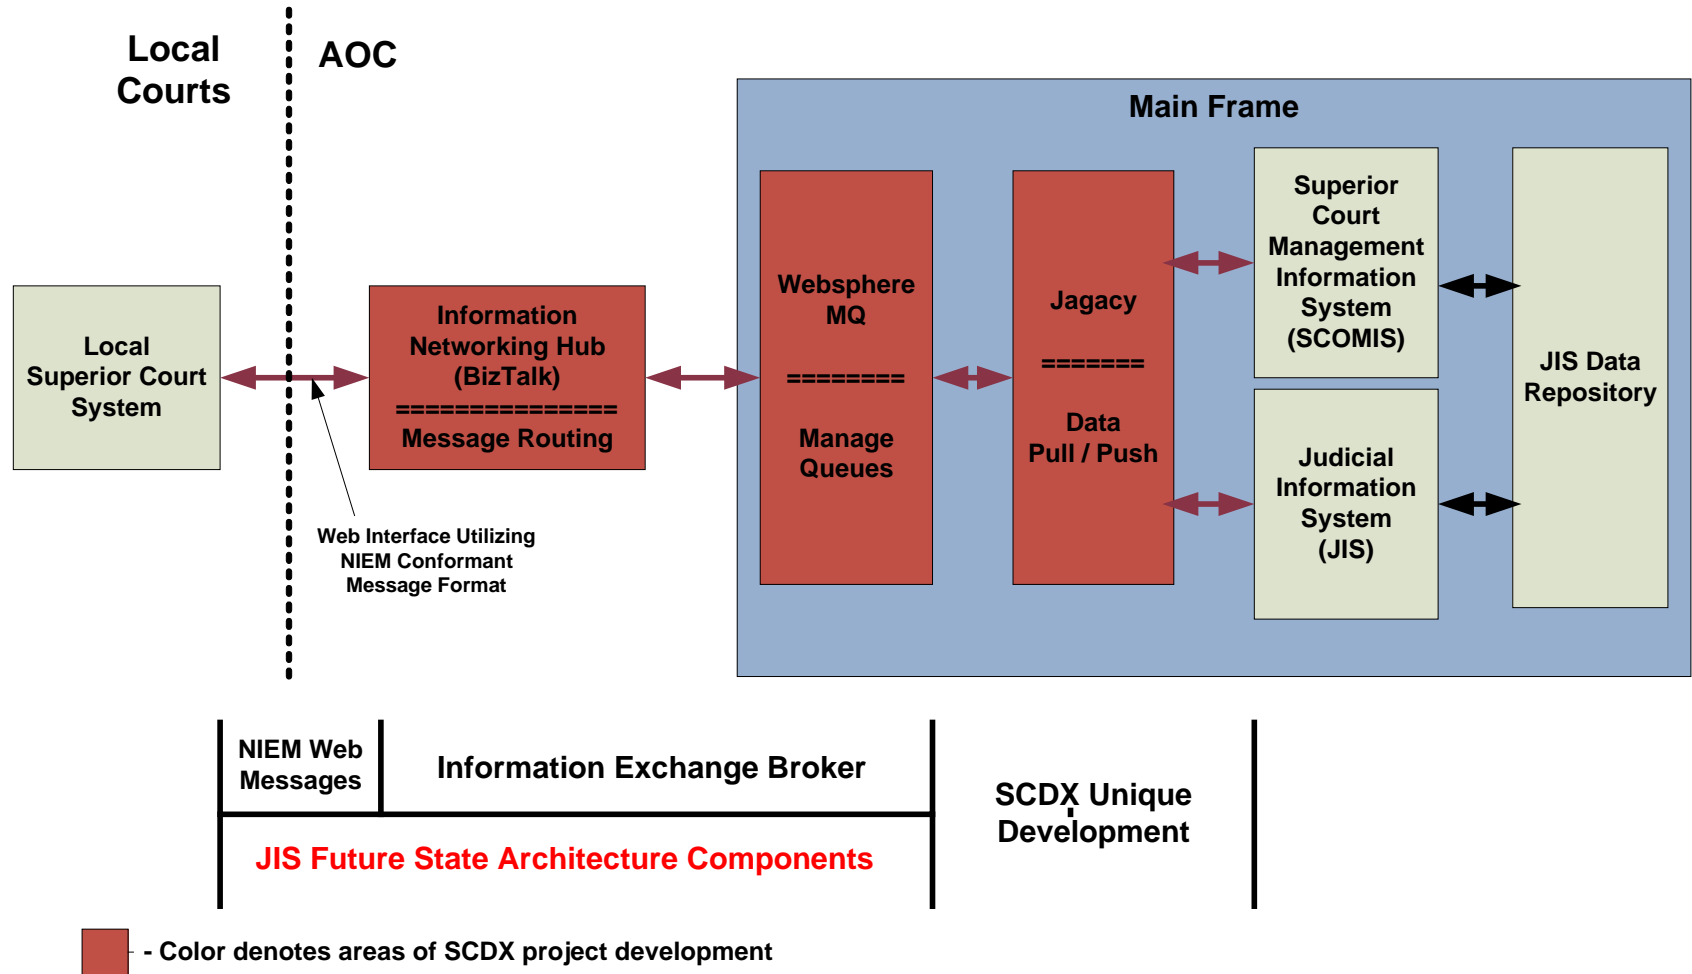 Local
Courts
AOC
Main Frame
Local
Superior Court
System
Information
Networking Hub
(BizTalk)
===============
Message Routing
Web Interface Utilizing
NIEM Conformant
Message Format
Websphere
MQ
========
Manage
Queues
Jagacy
=======
Data
Pull / Push
Superior
Court
Management
Information
System
(SCOMIS)
Judicial
Information
System
(JIS)
JIS Data
Repository
NIEM Web
Messages
Information Exchange Broker
JIS Future State Architecture Components
SCDX Unique
Development
- Color denotes areas of SCDX project development